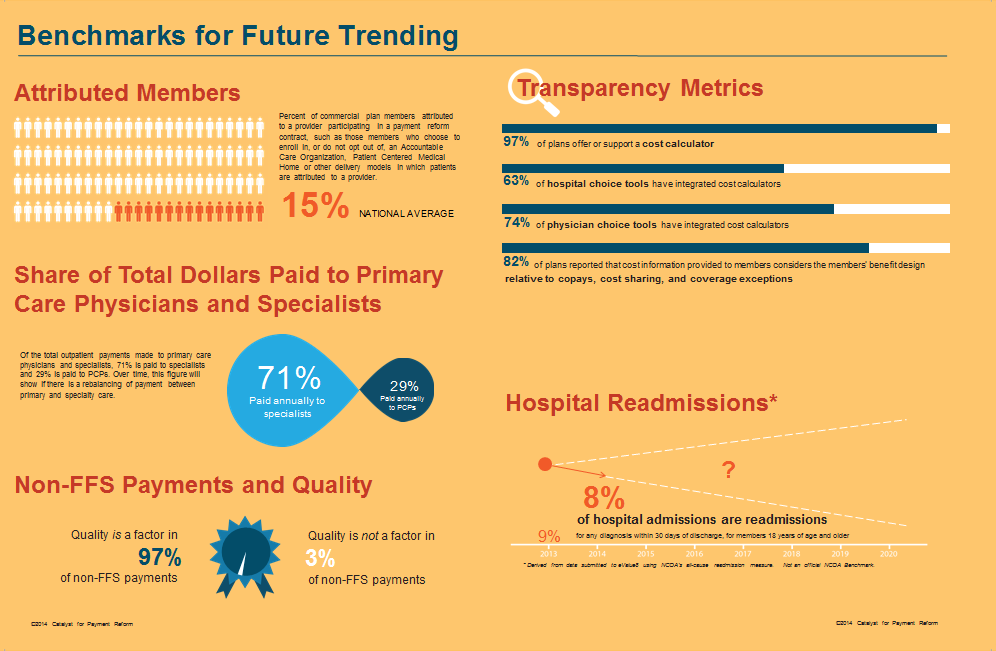 Benchmarks for Future Trending
Attributed Members
Percent of commercial plan members attributed
to a provider participating in a payment reform
contract, such as those members who choose to
enroll in, or do not opt out of, an Accountable
Care Organization, Patient Centered Medical
Home or other delivery models in which patients
are attributed to a provider.
15% NATIONAL AVERAGE
Share of Total Dollars Paid to Primary
Care Physicians and Specialists
Of the total outpatient payments made to primary care
physicians and specialists, 71% is paid to specialists
and 29% is paid to PCPs. Over time, this figure will
show if there is a rebalancing of payment between
primary and specialty care.
71%
Paid annually to
specialists
29%
Paid annually
to PCPs
Non-FFS Payments and Quality
Quality is a factor in
97%
of non-FFS payments
Quality is not a factor in
3%
of non-FFS payments
©2014 Catalyst for Payment Reform
Transparency Metrics
97% of plans offer or support a cost calculator
63% of hospital choice tools have integrated cost calculators
74% of physician choice tools have integrated cost calculators
82% of plans reported that cost information provided to members considers the members' benefit design
relative to copays, cost sharing, and coverage exceptions
Hospital Readmissions*
?
8%
of hospital admissions are readmissions
9% for any diagnosis within 30 days of discharge, for members 18 years of age and older
2013 2014 2015 2016 2017 2018 2019 2020
* Derived from data submitted to eValue8 using NCQA's all-cause readmission measure. Not an official NCQA Benchmark.
©2014 Catalyst for Payment Reform